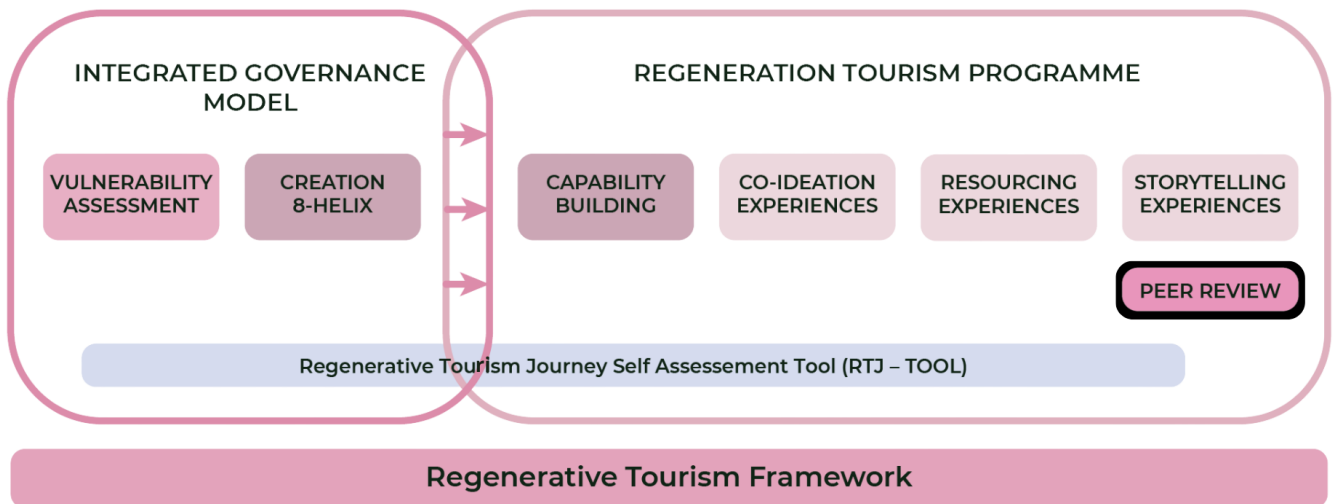 INTEGRATED GOVERNANCE
MODEL
VULNERABILITY
ASSESSMENT
CREATION
8-HELIX
REGENERATION TOURISM PROGRAMME
CAPABILITY
BUILDING
CO-IDEATION
EXPERIENCES
RESOURCING
EXPERIENCES
STORYTELLING
EXPERIENCES
PEER REVIEW
Regenerative Tourism Journey Self Assessement Tool (RTJ – TOOL)
Regenerative Tourism Framework